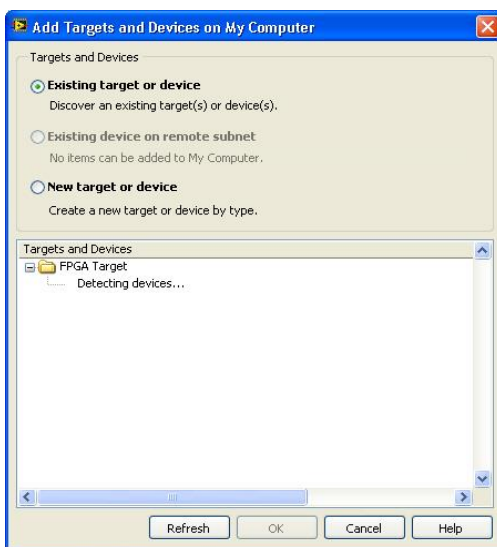 Add Targets and Devices on My Computer
Targets and Devices
Existing target or device
Discover an existing target(s) or device(s).
Existing device on remote subnet
No items can be added to My Computer.
New target or device
Create a new target or device by type.
Targets and Devices
FPGA Target
Detecting devices...
Refresh OK Cancel Help